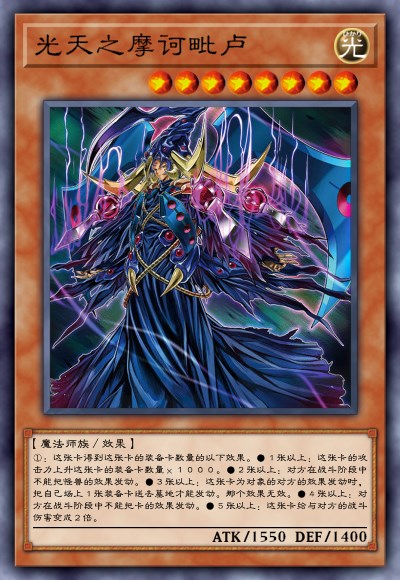 光天之摩诃毗卢
光
【魔法师族／效果】
①：这张卡得到这张卡的装备卡数量的以下效果。●1张以上：这张卡的攻
击力上升这张卡的装备卡数量×1000。●2张以上：对方在战斗阶段中
不能把怪兽的效果发动。●3张以上：这张卡为对象的对方的效果发动时，
把自己场上1张装备卡送去墓地才能发动。那个效果无效。●4张以上：对
方在战斗阶段中不能把卡的效果发动。●5张以上：这张卡给与对方的战斗
伤害变成2倍。
ATK/1550 DEF/1400